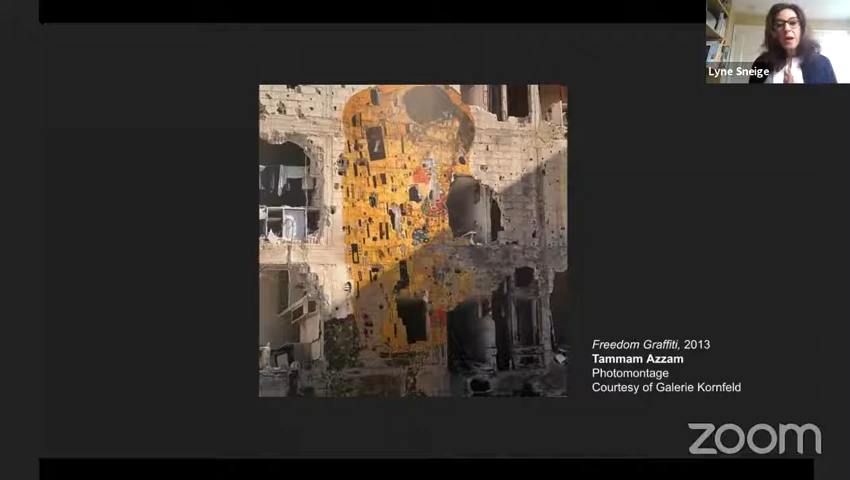 Lyne Sneige
Freedom Graffiti, 2013
Tammam Azzam
Photomontage
Courtesy of Galerie Kornfeld
zoom